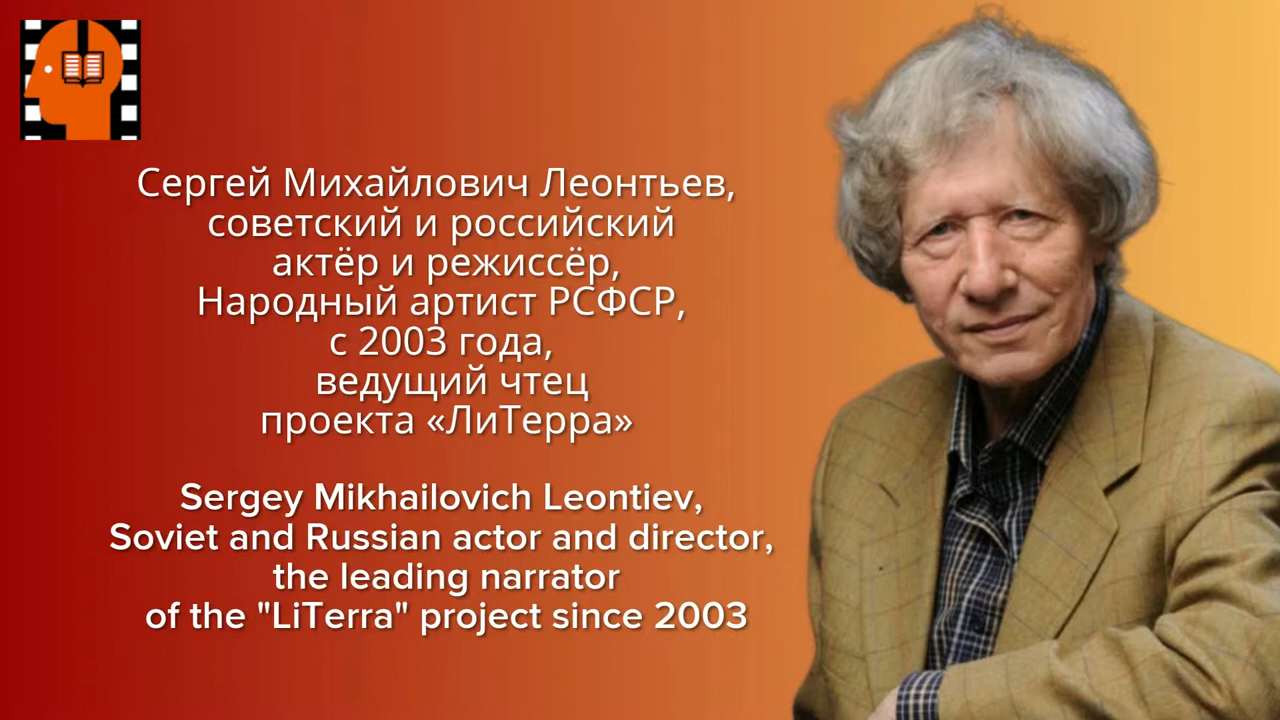 Сергей Михайлович Леонтьев,
советский и российский
актёр и режиссёр,
Народный артист РСФСР,
с 2003 года,
ведущий чтец
проекта «ЛиТерра»
Sergey Mikhailovich Leontiev,
Soviet and Russian actor and director,
the leading narrator
of the "LiTerra" project since 2003